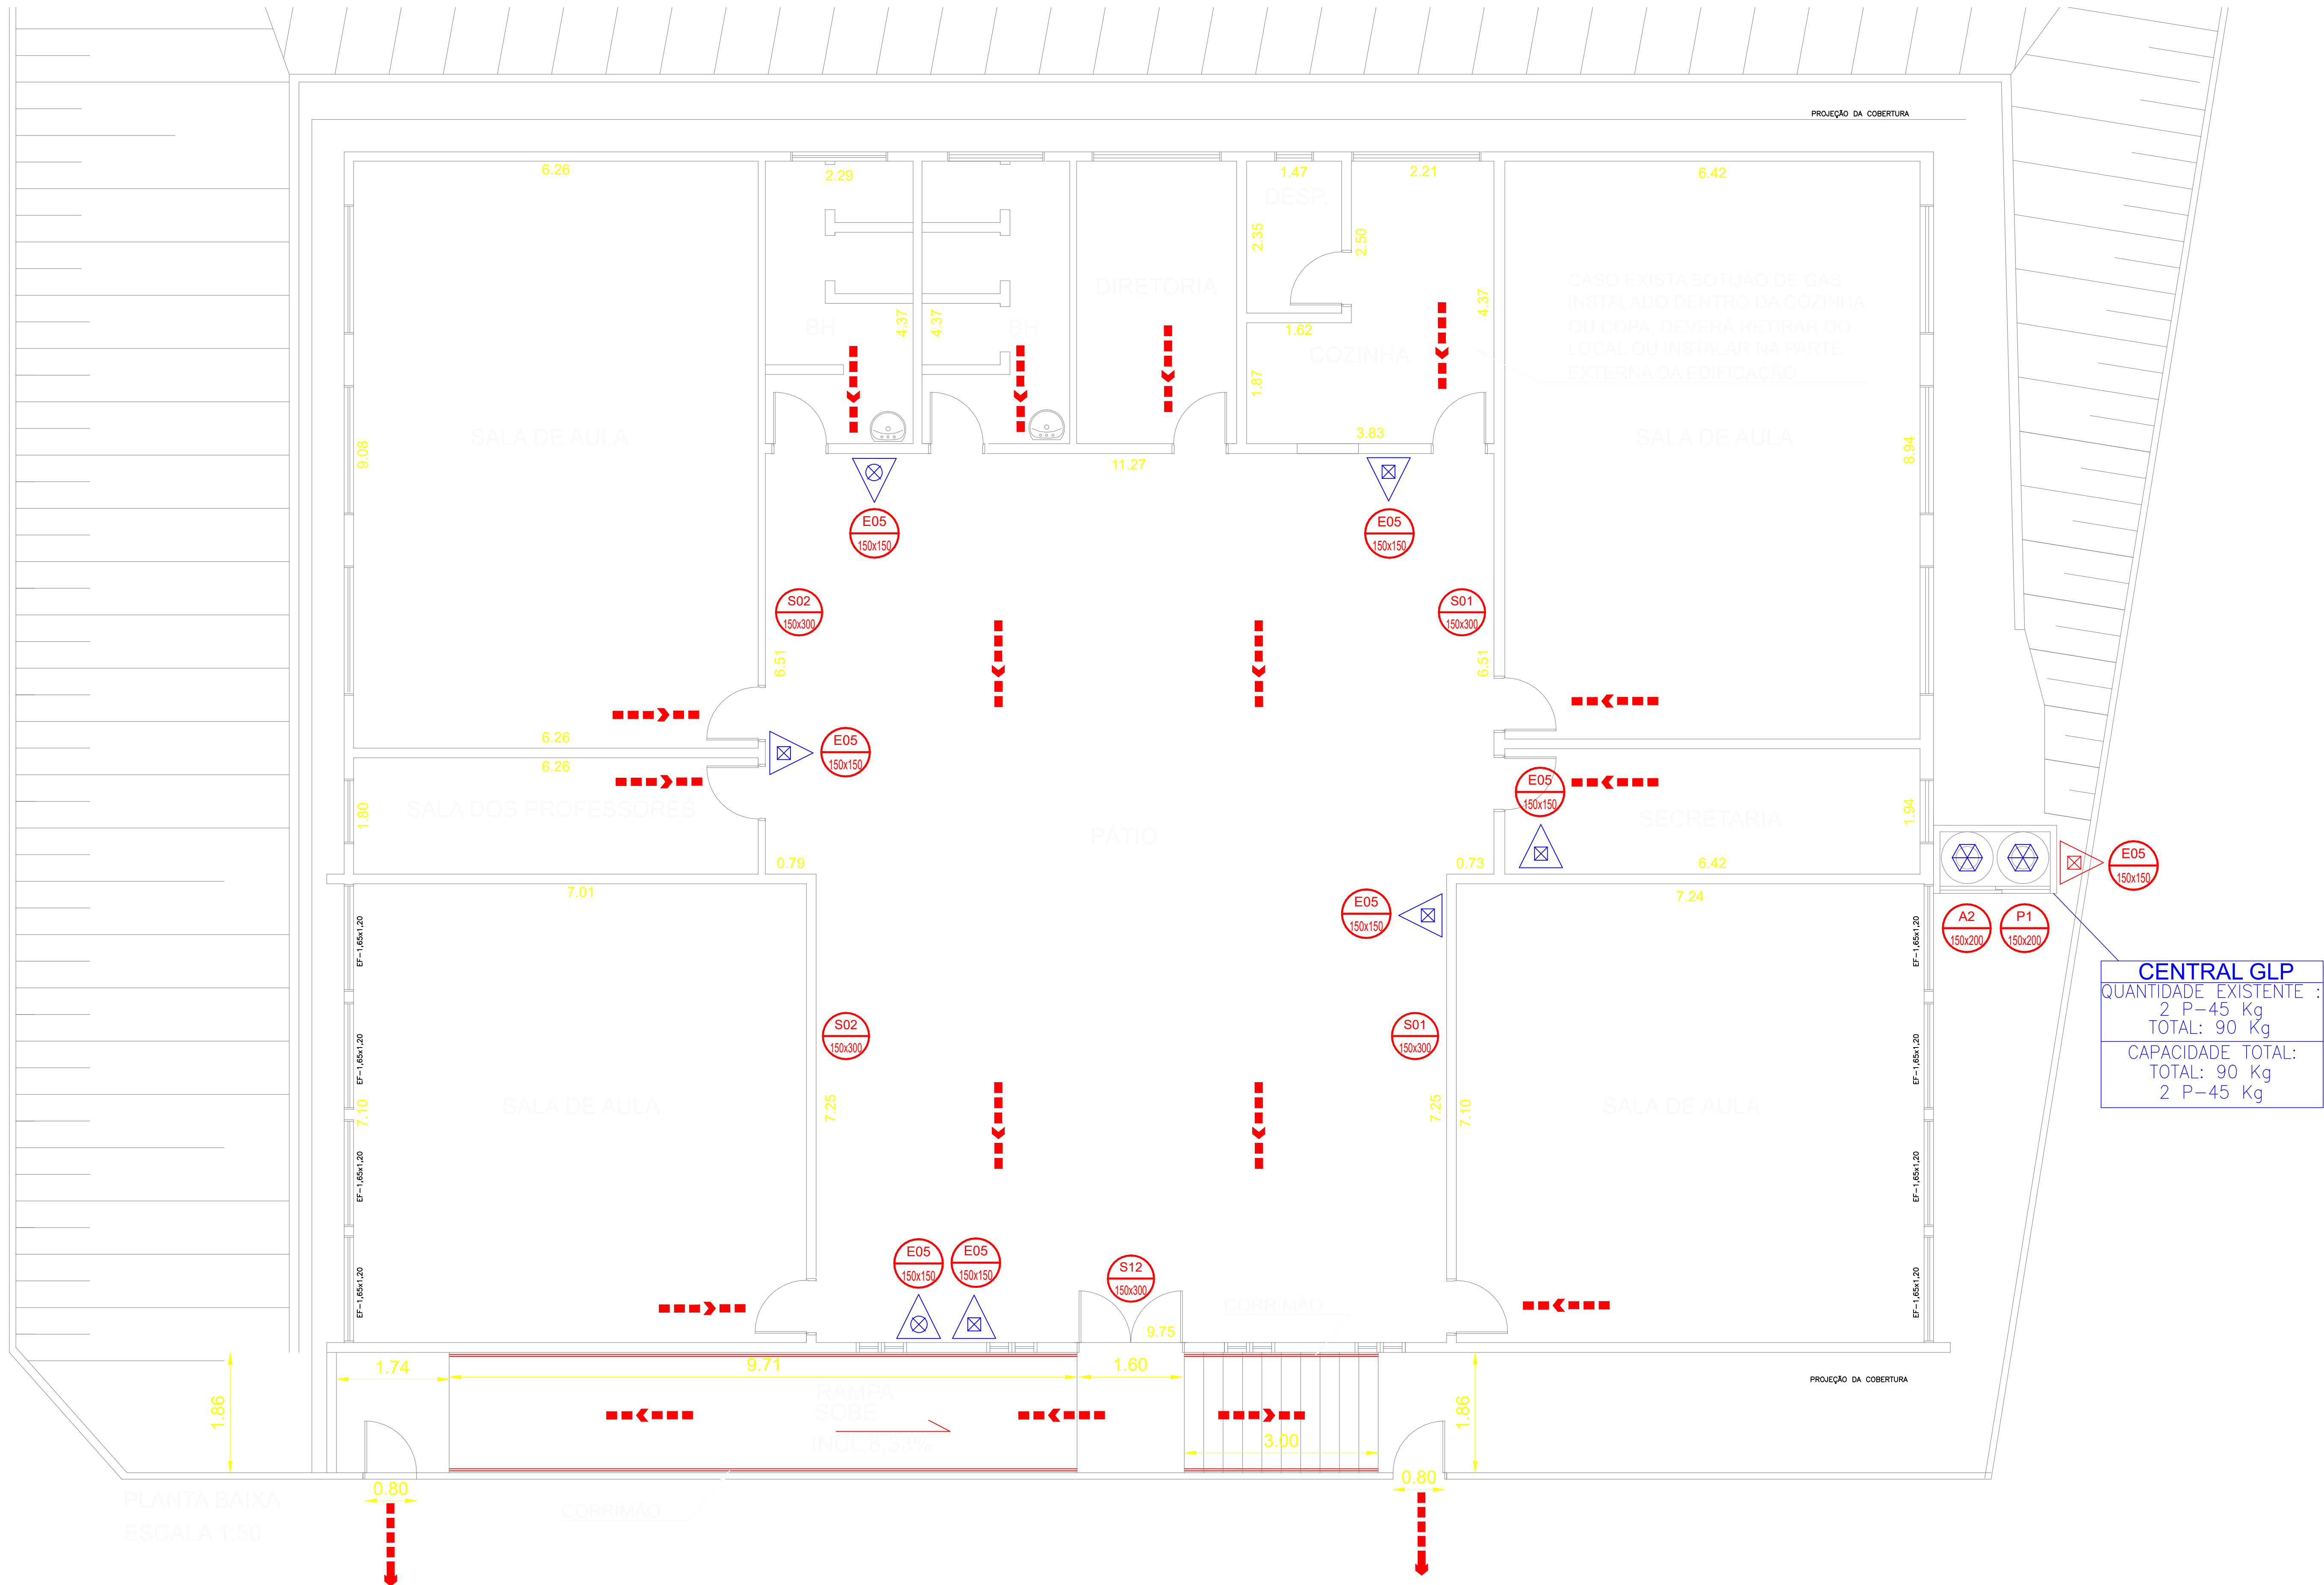 PROJEÇÃO DA COBERTURA
6.26
2.29
1.47
2.21
6.42
DESP.
2.35
2.50
DIRETORIA
CASO EXISTA BOTIJÃO DE GAS
INSTALADO DENTRO DA COZINHA
OU COPA, DEVERA RETIRAR DO
LOCAL OU INSTALAR NA PARTE
EXTERNA DA EDIFICAÇÃO
BH
4.37
4.37
BH
1.62
4.37
COZINHA
1.87
SALA DE AULA
9.08
3.83
11.27
SALA DE AULA
8.94
E05
150x150
E05
150x150
S02
150x300
S01
150x300
6.51
6.51
6.26
6.26
E05
150x150
E05
150x150
SALA DOS PROFESSORES
1.80
PÁTIO
SECRETARIA
1.94
0.79
0.73
6.42
E05
150x150
7.01
7.24
E05
150x150
A2
150x200
P1
150x200
CENTRAL GLP
QUANTIDADE EXISTENTE :
2 P-45 Kg
TOTAL: 90 Kg
CAPACIDADE TOTAL:
TOTAL: 90 Kg
2 P-45 Kg
EF-1,65x1,20
EF-1,65x1,20
EF-1,65x1,20
EF-1,65x1,20
EF-1,65x1,20
EF-1,65x1,20
EF-1,65x1,20
EF-1,65x1,20
S02
150x300
S01
150x300
7.10
SALA DE AULA
7.25
7.25
7.10
SALA DE AULA
E05
150x150
E05
150x150
S12
150x300
CORRIMÃO
9.75
1.74
9.71
1.60
PROJEÇÃO DA COBERTURA
1.86
RAMPA
SOBE
INCL.8,33%
3.00
1.86
0.80
0.80
PLANTA BAIXA
ESCALA 1:50
CORRIMÃO